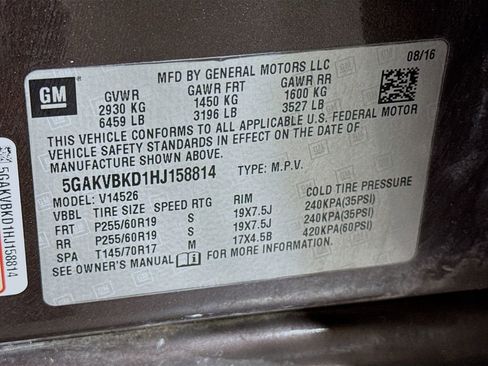 GM
MFD BY GENERAL MOTORS LLC
08/16
GVWR GAWR FRT GAWR RR
2930 KG 1450 KG 1600 KG
6459 LB 3196 LB 3527 LB
THIS VEHICLE CONFORMS TO ALL APPLICABLE U.S. FEDERAL MOTOR
VEHICLE SAFETY STANDARDS IN EFFECT ON THE DATE OF
MANUFACTURE SHOWN ABOVE.
5GAKVBKD1HJ158814 TYPE: M.P.V.
MODEL: V14526
VBBL TIRE SIZE SPEED RTG RIM COLD TIRE PRESSURE
FRT P255/60R19 S 19X7.5J 240KPA(35PSI)
RR P255/60R19 S 19X7.5J 240KPA(35PSI)
SPA T145/70R17 M 17X4.5B 420KPA(60PSI)
SEE OWNER'S MANUAL FOR MORE INFORMATION.
5GAKVBKD1HJ158814